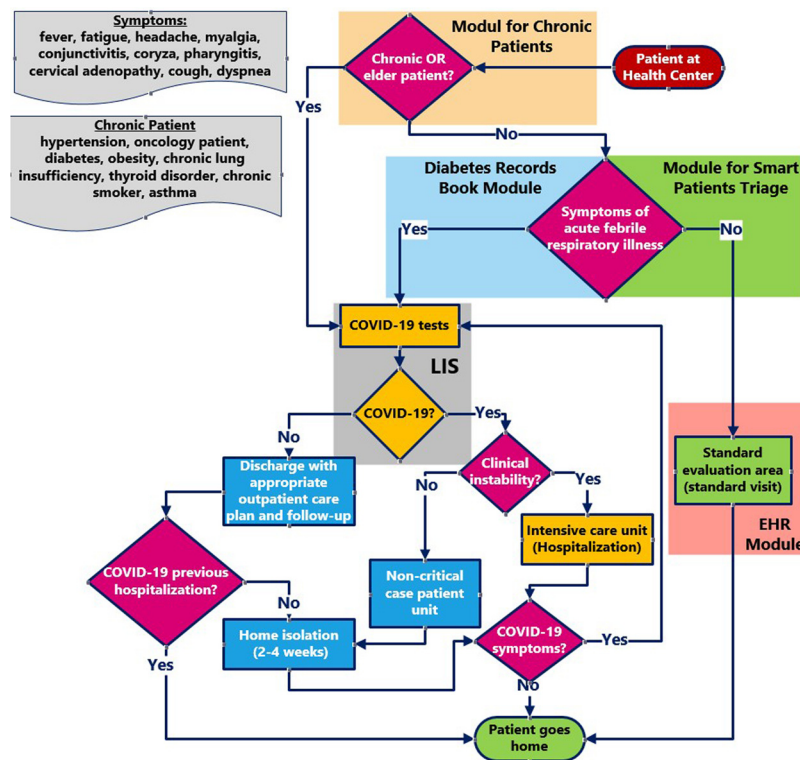 Symptoms:
fever, fatigue, headache, myalgia,
conjunctivitis, coryza, pharyngitis,
cervical adenopathy, cough, dyspnea
Chronic Patient
hypertension, oncology patient,
diabetes, obesity, chronic lung
insufficiency, thyroid disorder, chronic
smoker, asthma
Modul for Chronic
Patients
Chronic OR
elder patient?
Patient at
Health Center
Yes
No
Diabetes Records
Book Module
Module for Smart
Patients Triage
Symptoms of
acute febrile
respiratory illness
Yes
No
COVID-19 tests
LIS
COVID-19?
No
Yes
Discharge with
appropriate
outpatient care
plan and follow-up
Clinical
instability?
No
Yes
Standard
evaluation area
(standard visit)
EHR
Module
Intensive care unit
(Hospitalization)
COVID-19 previous
hospitalization?
No
Yes
Non-critical
case patient
unit
Home isolation
(2-4 weeks)
COVID-19
symptoms?
Yes
No
Patient goes
home